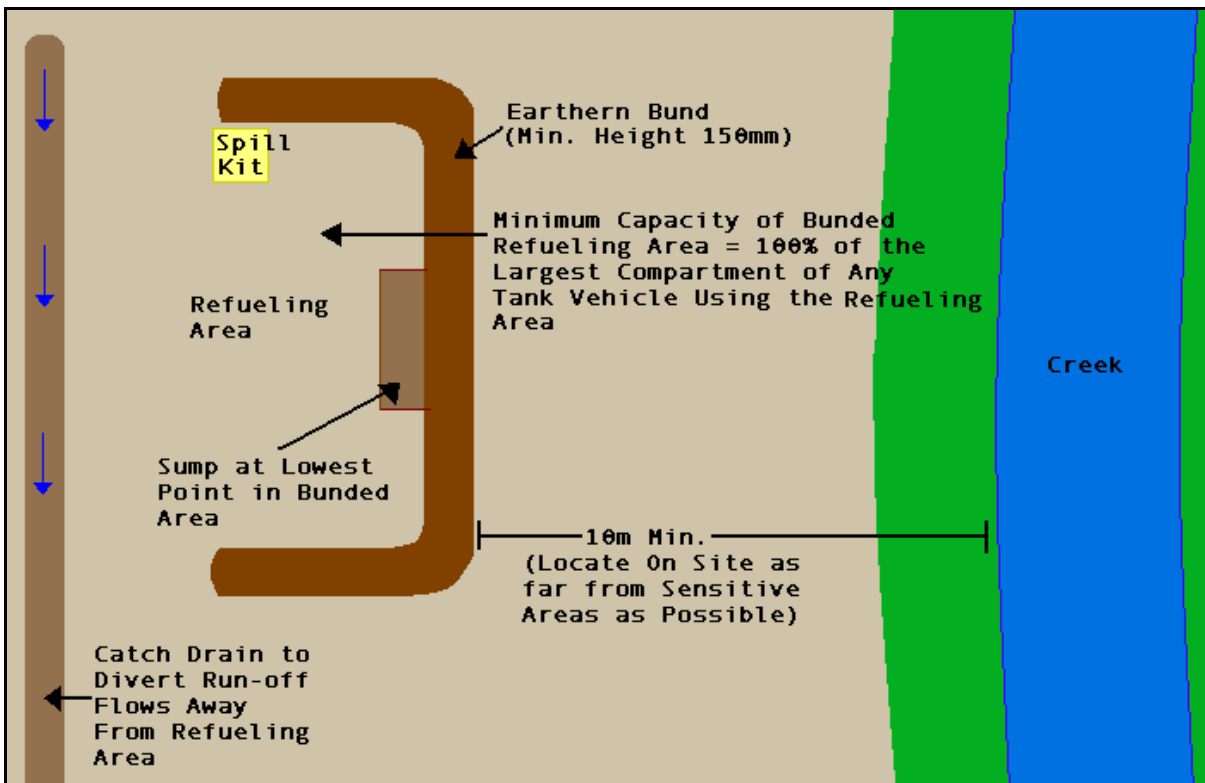 Earthern Bund
(Min. Height 150mm)
Spill
Kit
Minimum Capacity of Bunded
Refueling Area = 100% of the
Largest Compartment of Any
Tank Vehicle Using the Refueling
Area
Refueling
Area
Creek
Sump at Lowest
Point in Bunded
Area
10m Min.
(Locate On Site as
far from Sensitive
Areas as Possible)
Catch Drain to
Divert Run-off
Flows Away
From Refueling
Area